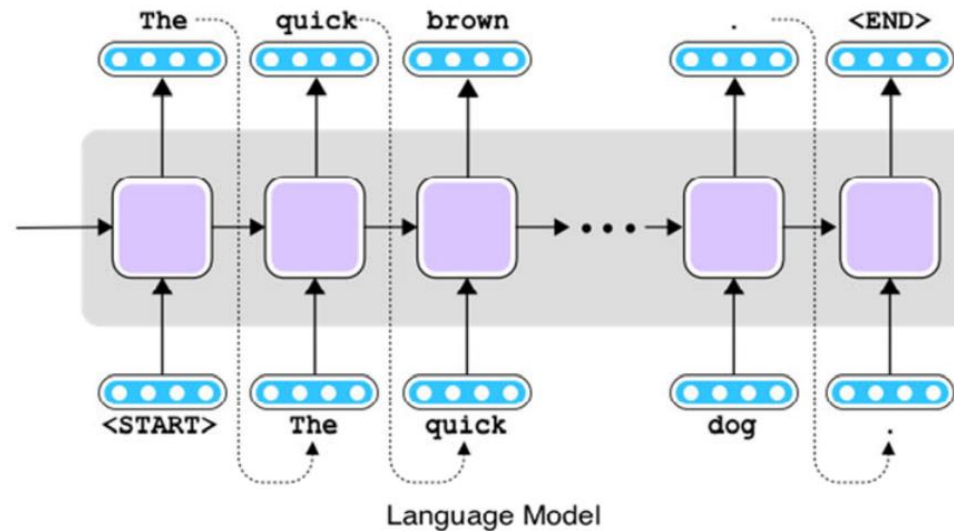 The quick brown . <END>
<START> The quick dog .
Language Model